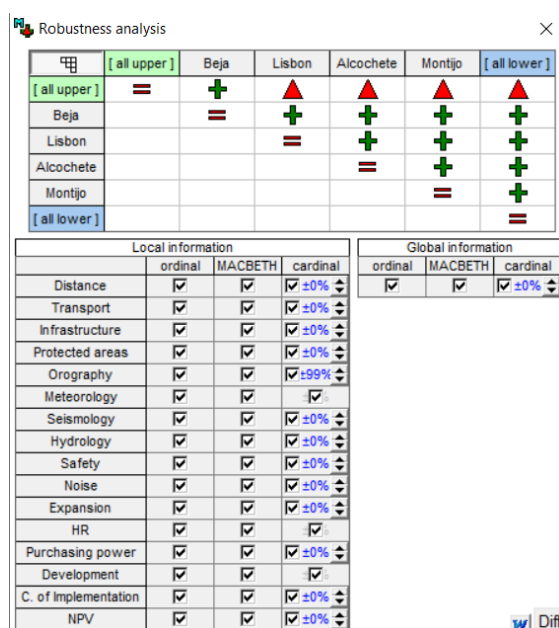 Robustness analysis
[ all upper ] Beja Lisbon Alcochete Montijo [ all lower ]
[ all upper ]
Beja
Lisbon
Alcochete
Montijo
[ all lower ]
Local information
ordinal MACBETH cardinal
Distance ±0%
Transport ±0%
Infrastructure ±0%
Protected areas ±0%
Orography ±99%
Meteorology
Seismology ±0%
Hydrology ±0%
Safety ±0%
Noise ±0%
Expansion ±0%
HR
Purchasing power ±0%
Development
C. of Implementation ±0%
NPV ±0%
Global information
ordinal MACBETH cardinal
±0%